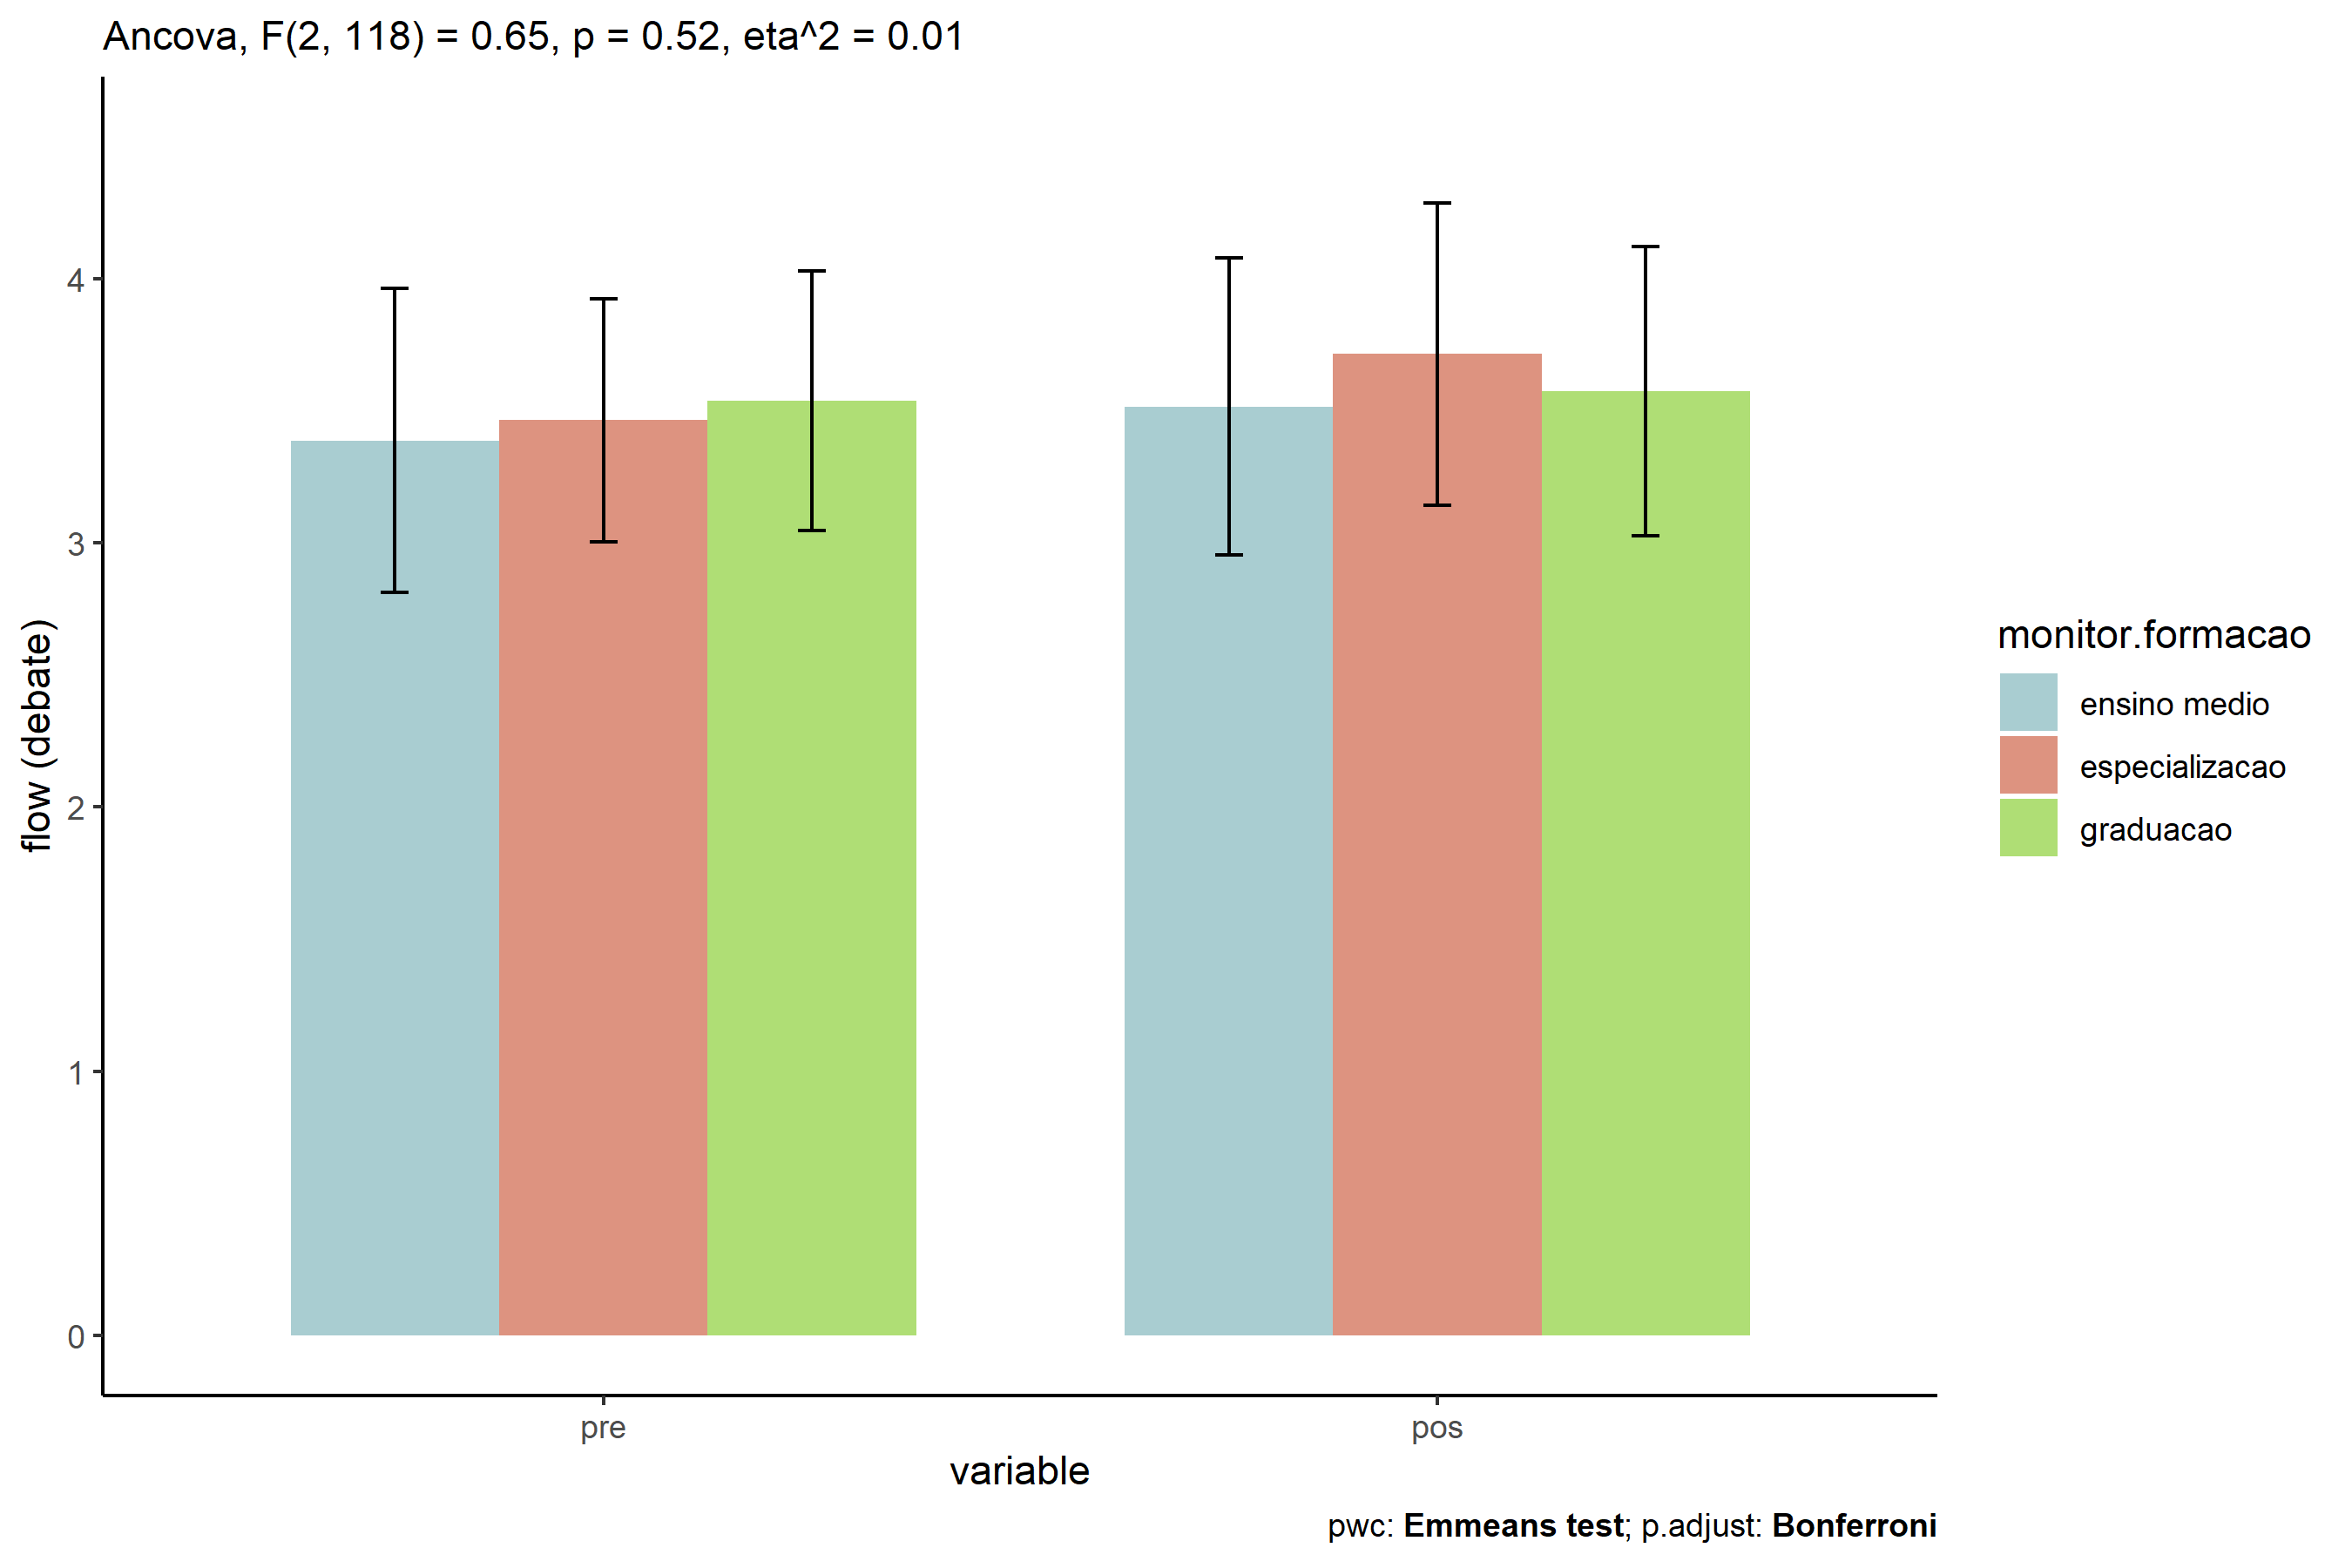 Ancova, F(2, 118) = 0.65, p = 0.52, eta^2 = 0.01
flow (debate)
4
3
2
1
0
pre
pos
variable
monitor.formacao
ensino medio
especializacao
graduacao
pwc: Emmeans test; p.adjust: Bonferroni